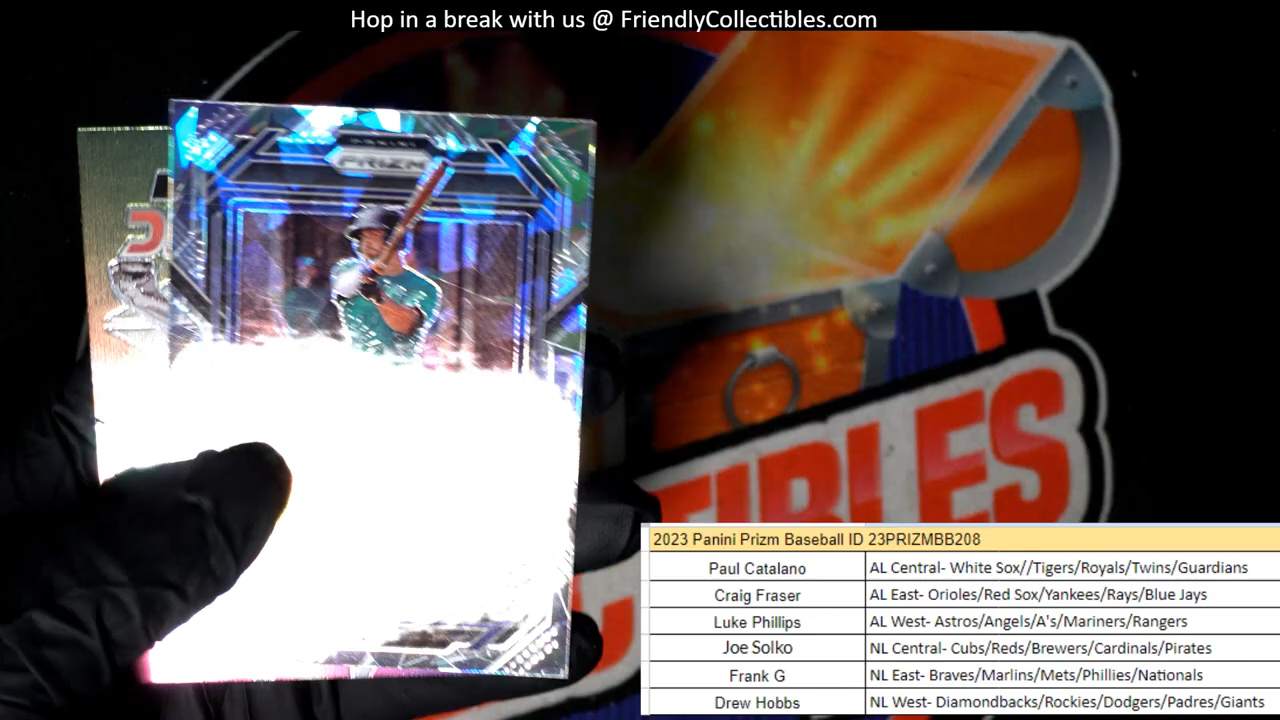 Hop in a break with us @ FriendlyCollectibles.com
PANINI
PRIZM
TIBLES
2023 Panini Prizm Baseball ID 23PRIZMBB208
Paul Catalano AL Central- White Sox//Tigers/Royals/Twins/Guardians
Craig Fraser AL East- Orioles/Red Sox/Yankees/Rays/Blue Jays
Luke Phillips AL West- Astros/Angels/A's/Mariners/Rangers
Joe Solko NL Central- Cubs/Reds/Brewers/Cardinals/Pirates
Frank G NL East- Braves/Marlins/Mets/Phillies/Nationals
Drew Hobbs NL West- Diamondbacks/Rockies/Dodgers/Padres/Giants